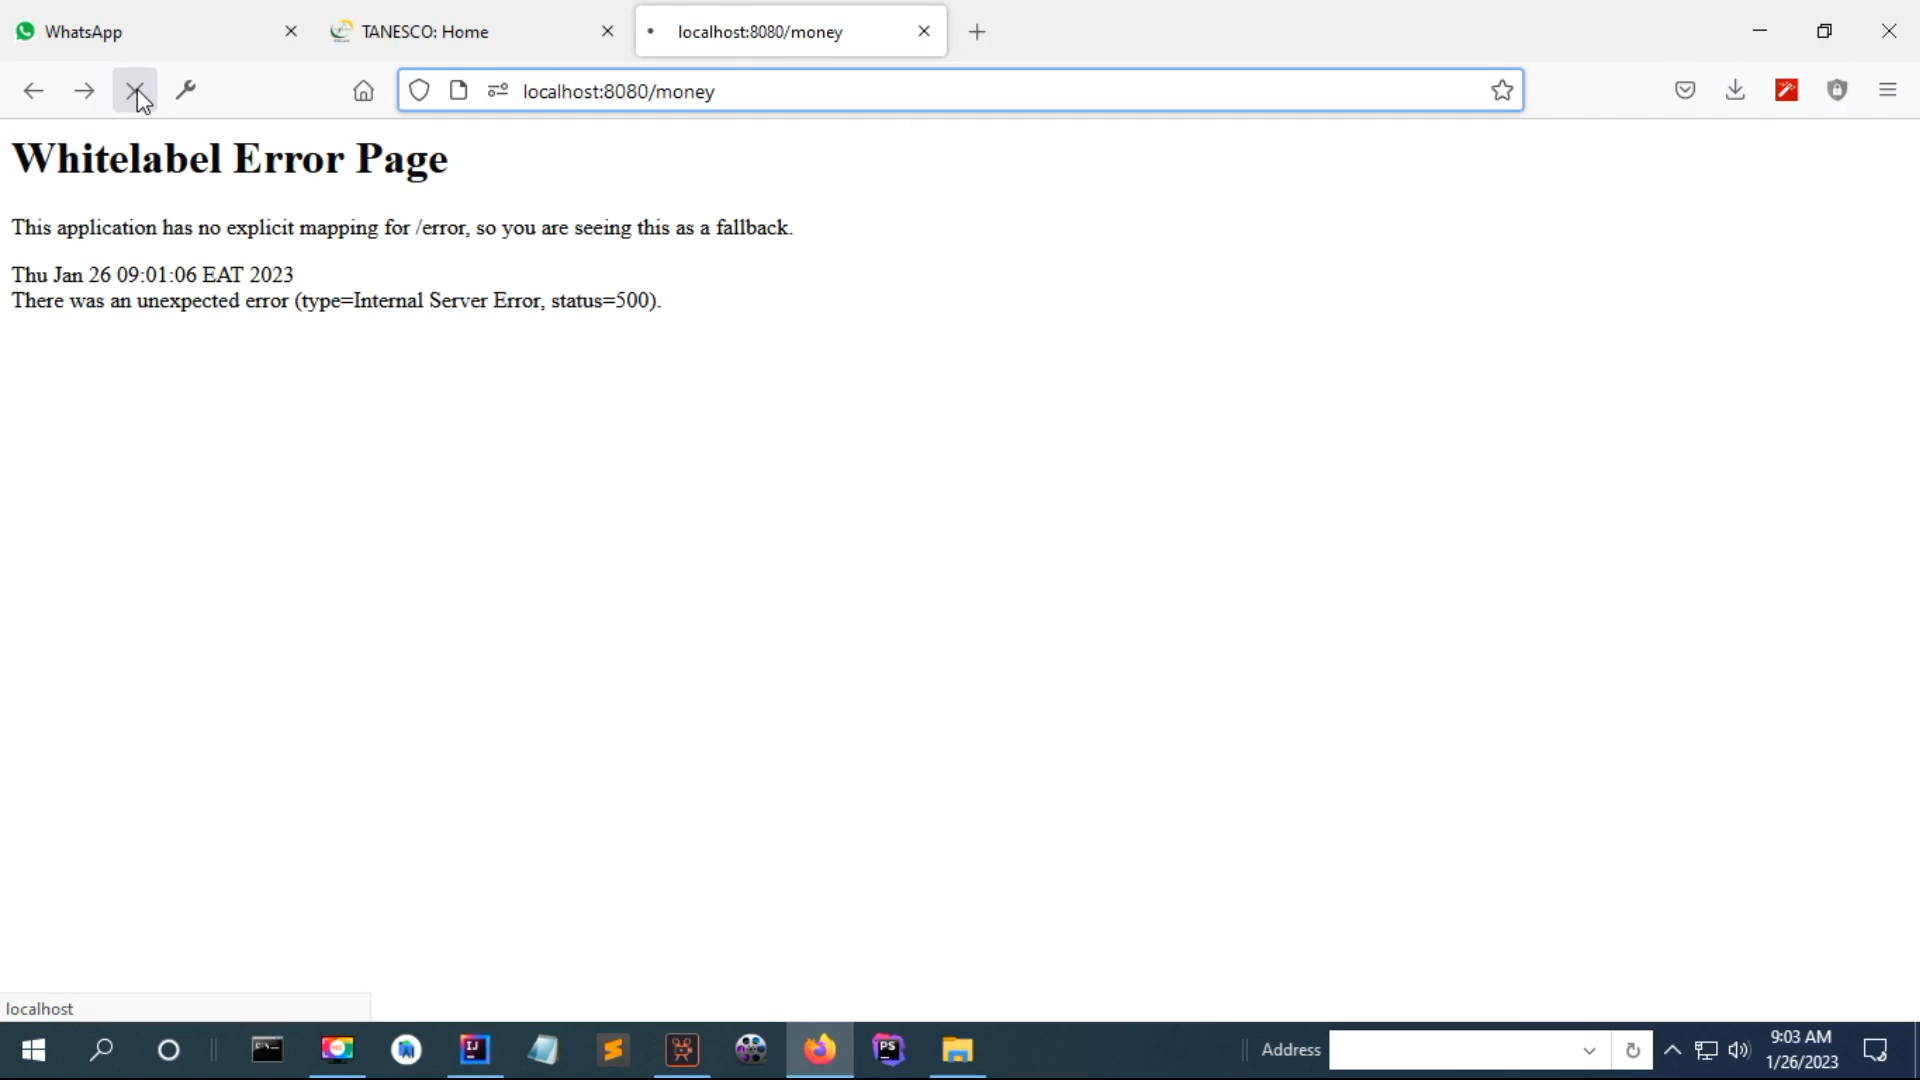 WhatsApp
TANESCO: Home
localhost:8080/money
localhost:8080/money
Whitelabel Error Page
This application has no explicit mapping for /error, so you are seeing this as a fallback.
Thu Jan 26 09:01:06 EAT 2023
There was an unexpected error (type=Internal Server Error, status=500).
localhost
IJ
PS
Address
9:03 AM
1/26/2023